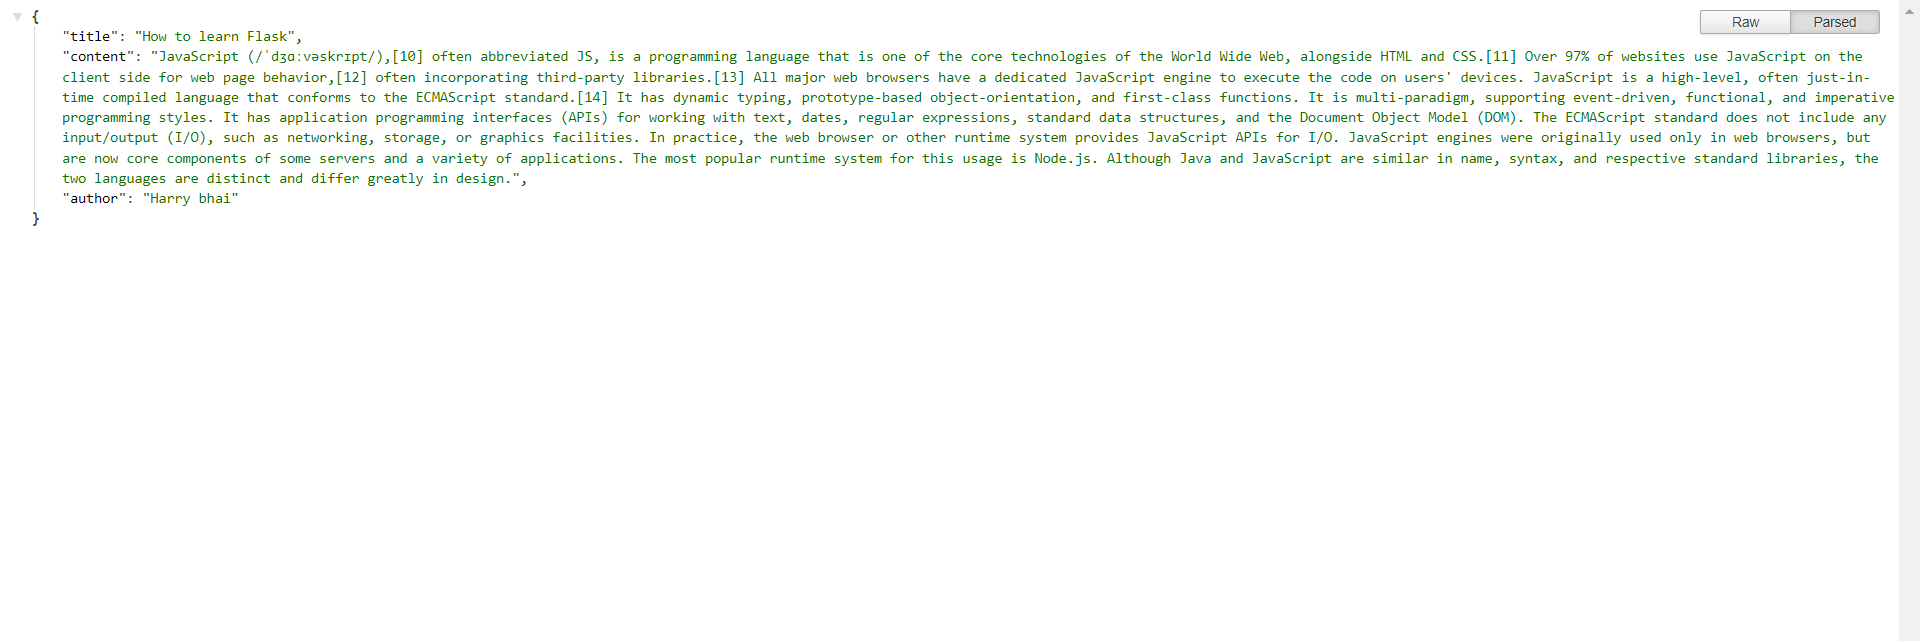 {
Raw Parsed
"title": "How to learn Flask",
"content": "JavaScript (/ˈdʒɑːvəskrɪpt/),[10] often abbreviated JS, is a programming language that is one of the core technologies of the World Wide Web, alongside HTML and CSS.[11] Over 97% of websites use JavaScript on the
client side for web page behavior,[12] often incorporating third-party libraries.[13] All major web browsers have a dedicated JavaScript engine to execute the code on users' devices. JavaScript is a high-level, often just-in-
time compiled language that conforms to the ECMAScript standard.[14] It has dynamic typing, prototype-based object-orientation, and first-class functions. It is multi-paradigm, supporting event-driven, functional, and imperative
programming styles. It has application programming interfaces (APIs) for working with text, dates, regular expressions, standard data structures, and the Document Object Model (DOM). The ECMAScript standard does not include any
input/output (I/O), such as networking, storage, or graphics facilities. In practice, the web browser or other runtime system provides JavaScript APIs for I/O. JavaScript engines were originally used only in web browsers, but
are now core components of some servers and a variety of applications. The most popular runtime system for this usage is Node.js. Although Java and JavaScript are similar in name, syntax, and respective standard libraries, the
two languages are distinct and differ greatly in design.",
"author": "Harry bhai"
}